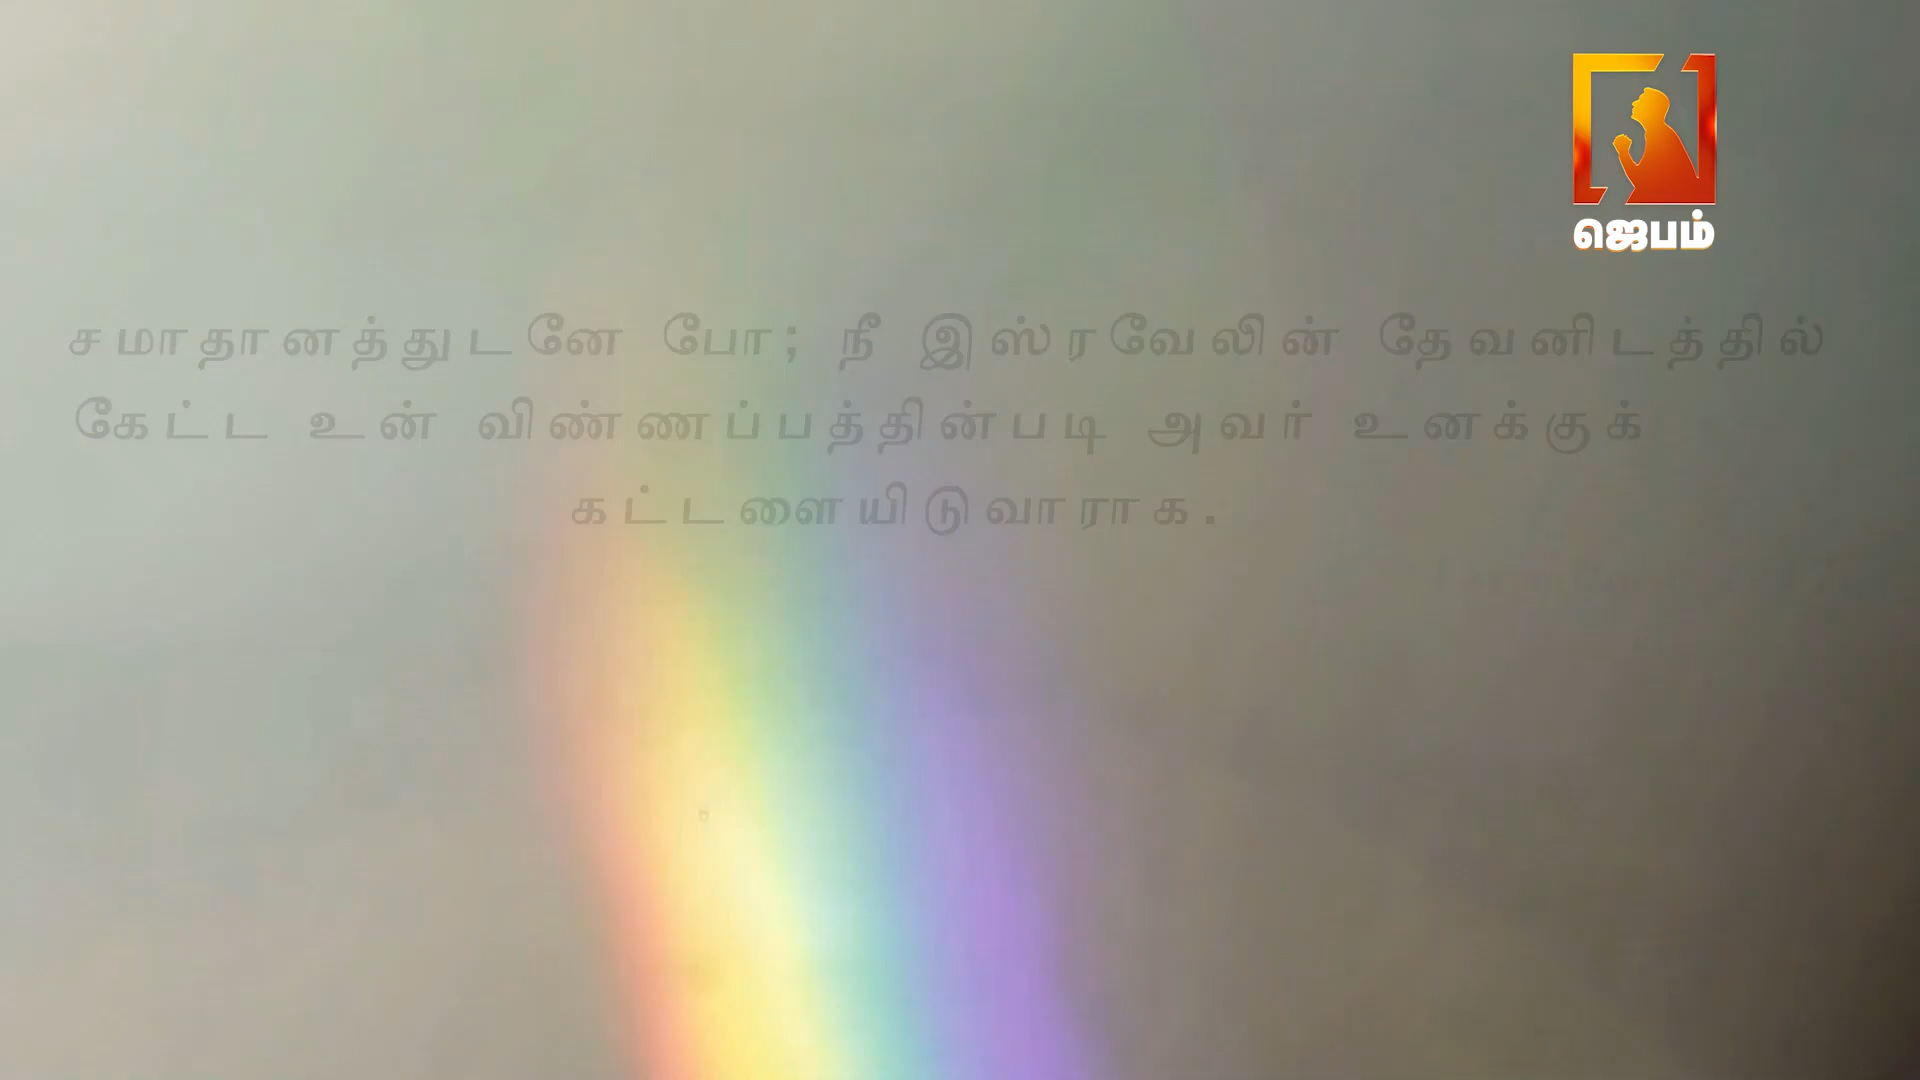 ஜெபம்
சமாதானத்துடனே போ; நீ இஸ்ரவேலின் தேவனிடத்தில்
கேட்ட உன் விண்ணப்பத்தின்படி அவர் உனக்குக்
கட்டளையிடுவாராக.